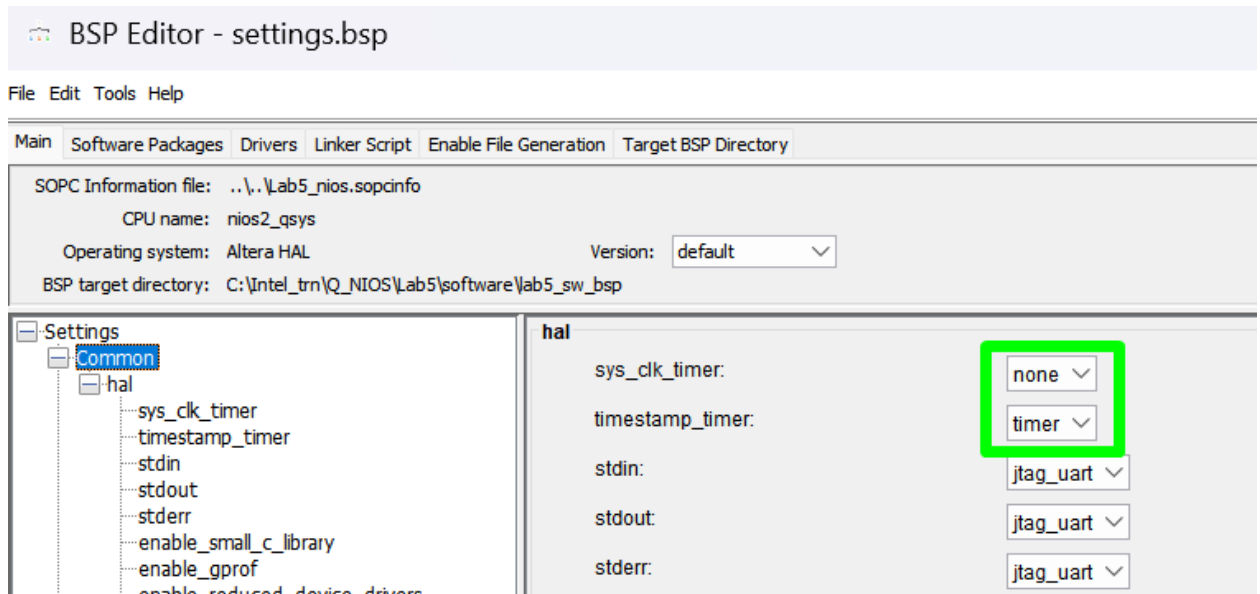 BSP Editor - settings.bsp
File Edit Tools Help
Main Software Packages Drivers Linker Script Enable File Generation Target BSP Directory
SOPC Information file: ..\..\Lab5_nios.sopcinfo
CPU name: nios2_qsys
Operating system: Altera HAL Version: default
BSP target directory: C:\Intel_trn\Q_NIOS\Lab5\software\lab5_sw_bsp
Settings
Common
hal
sys_clk_timer
timestamp_timer
stdin
stdout
stderr
enable_small_c_library
enable_gprof
enable_reduced_device_drivers
hal
sys_clk_timer: none
timestamp_timer: timer
stdin: jtag_uart
stdout: jtag_uart
stderr: jtag_uart